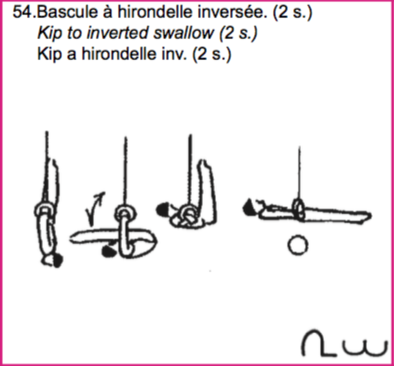 54.Bascule à hirondelle inversée. (2 s.)
Kip to inverted swallow (2 s.)
Kip a hirondelle inv. (2 s.)